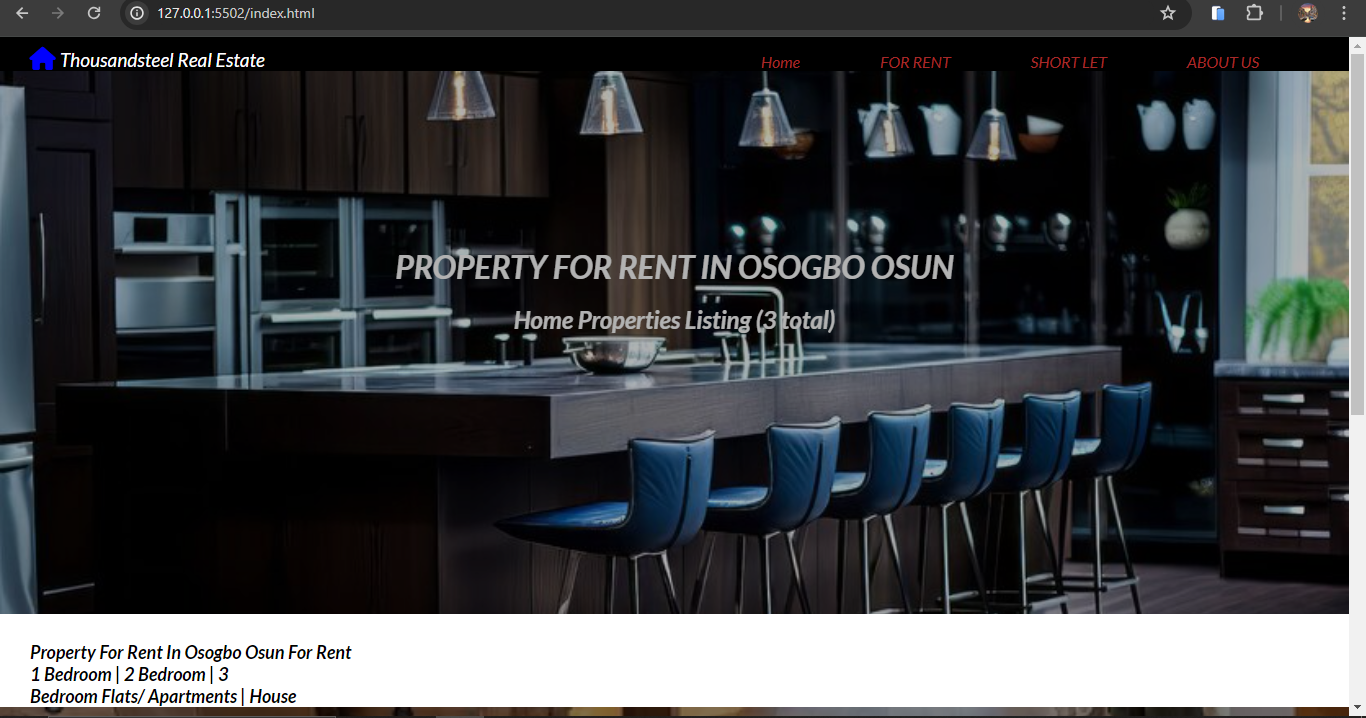 127.0.0.1:5502/index.html
Thousandsteel Real Estate
Home FOR RENT SHORT LET ABOUT US
PROPERTY FOR RENT IN OSOGBO OSUN
Home Properties Listing (3 total)
Property For Rent In Osogbo Osun For Rent
1 Bedroom | 2 Bedroom | 3
Bedroom Flats/ Apartments | House